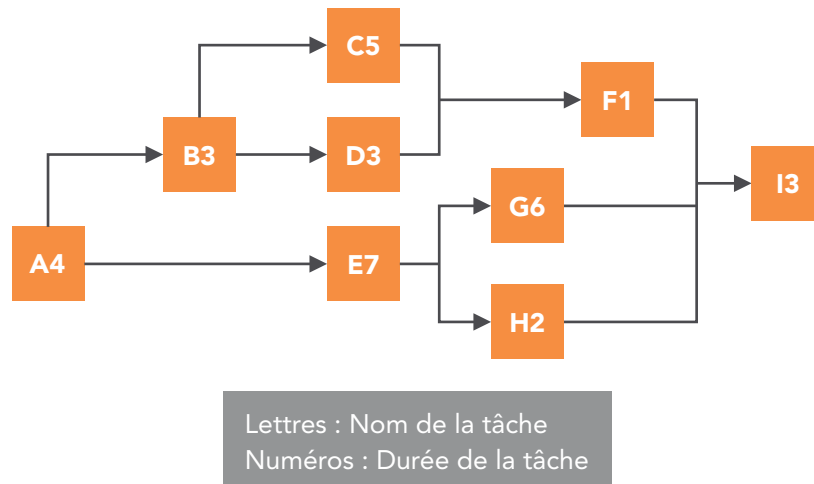 C5
F1
B3
D3
I3
G6
A4
E7
H2
Lettres : Nom de la tâche
Numéros : Durée de la tâche